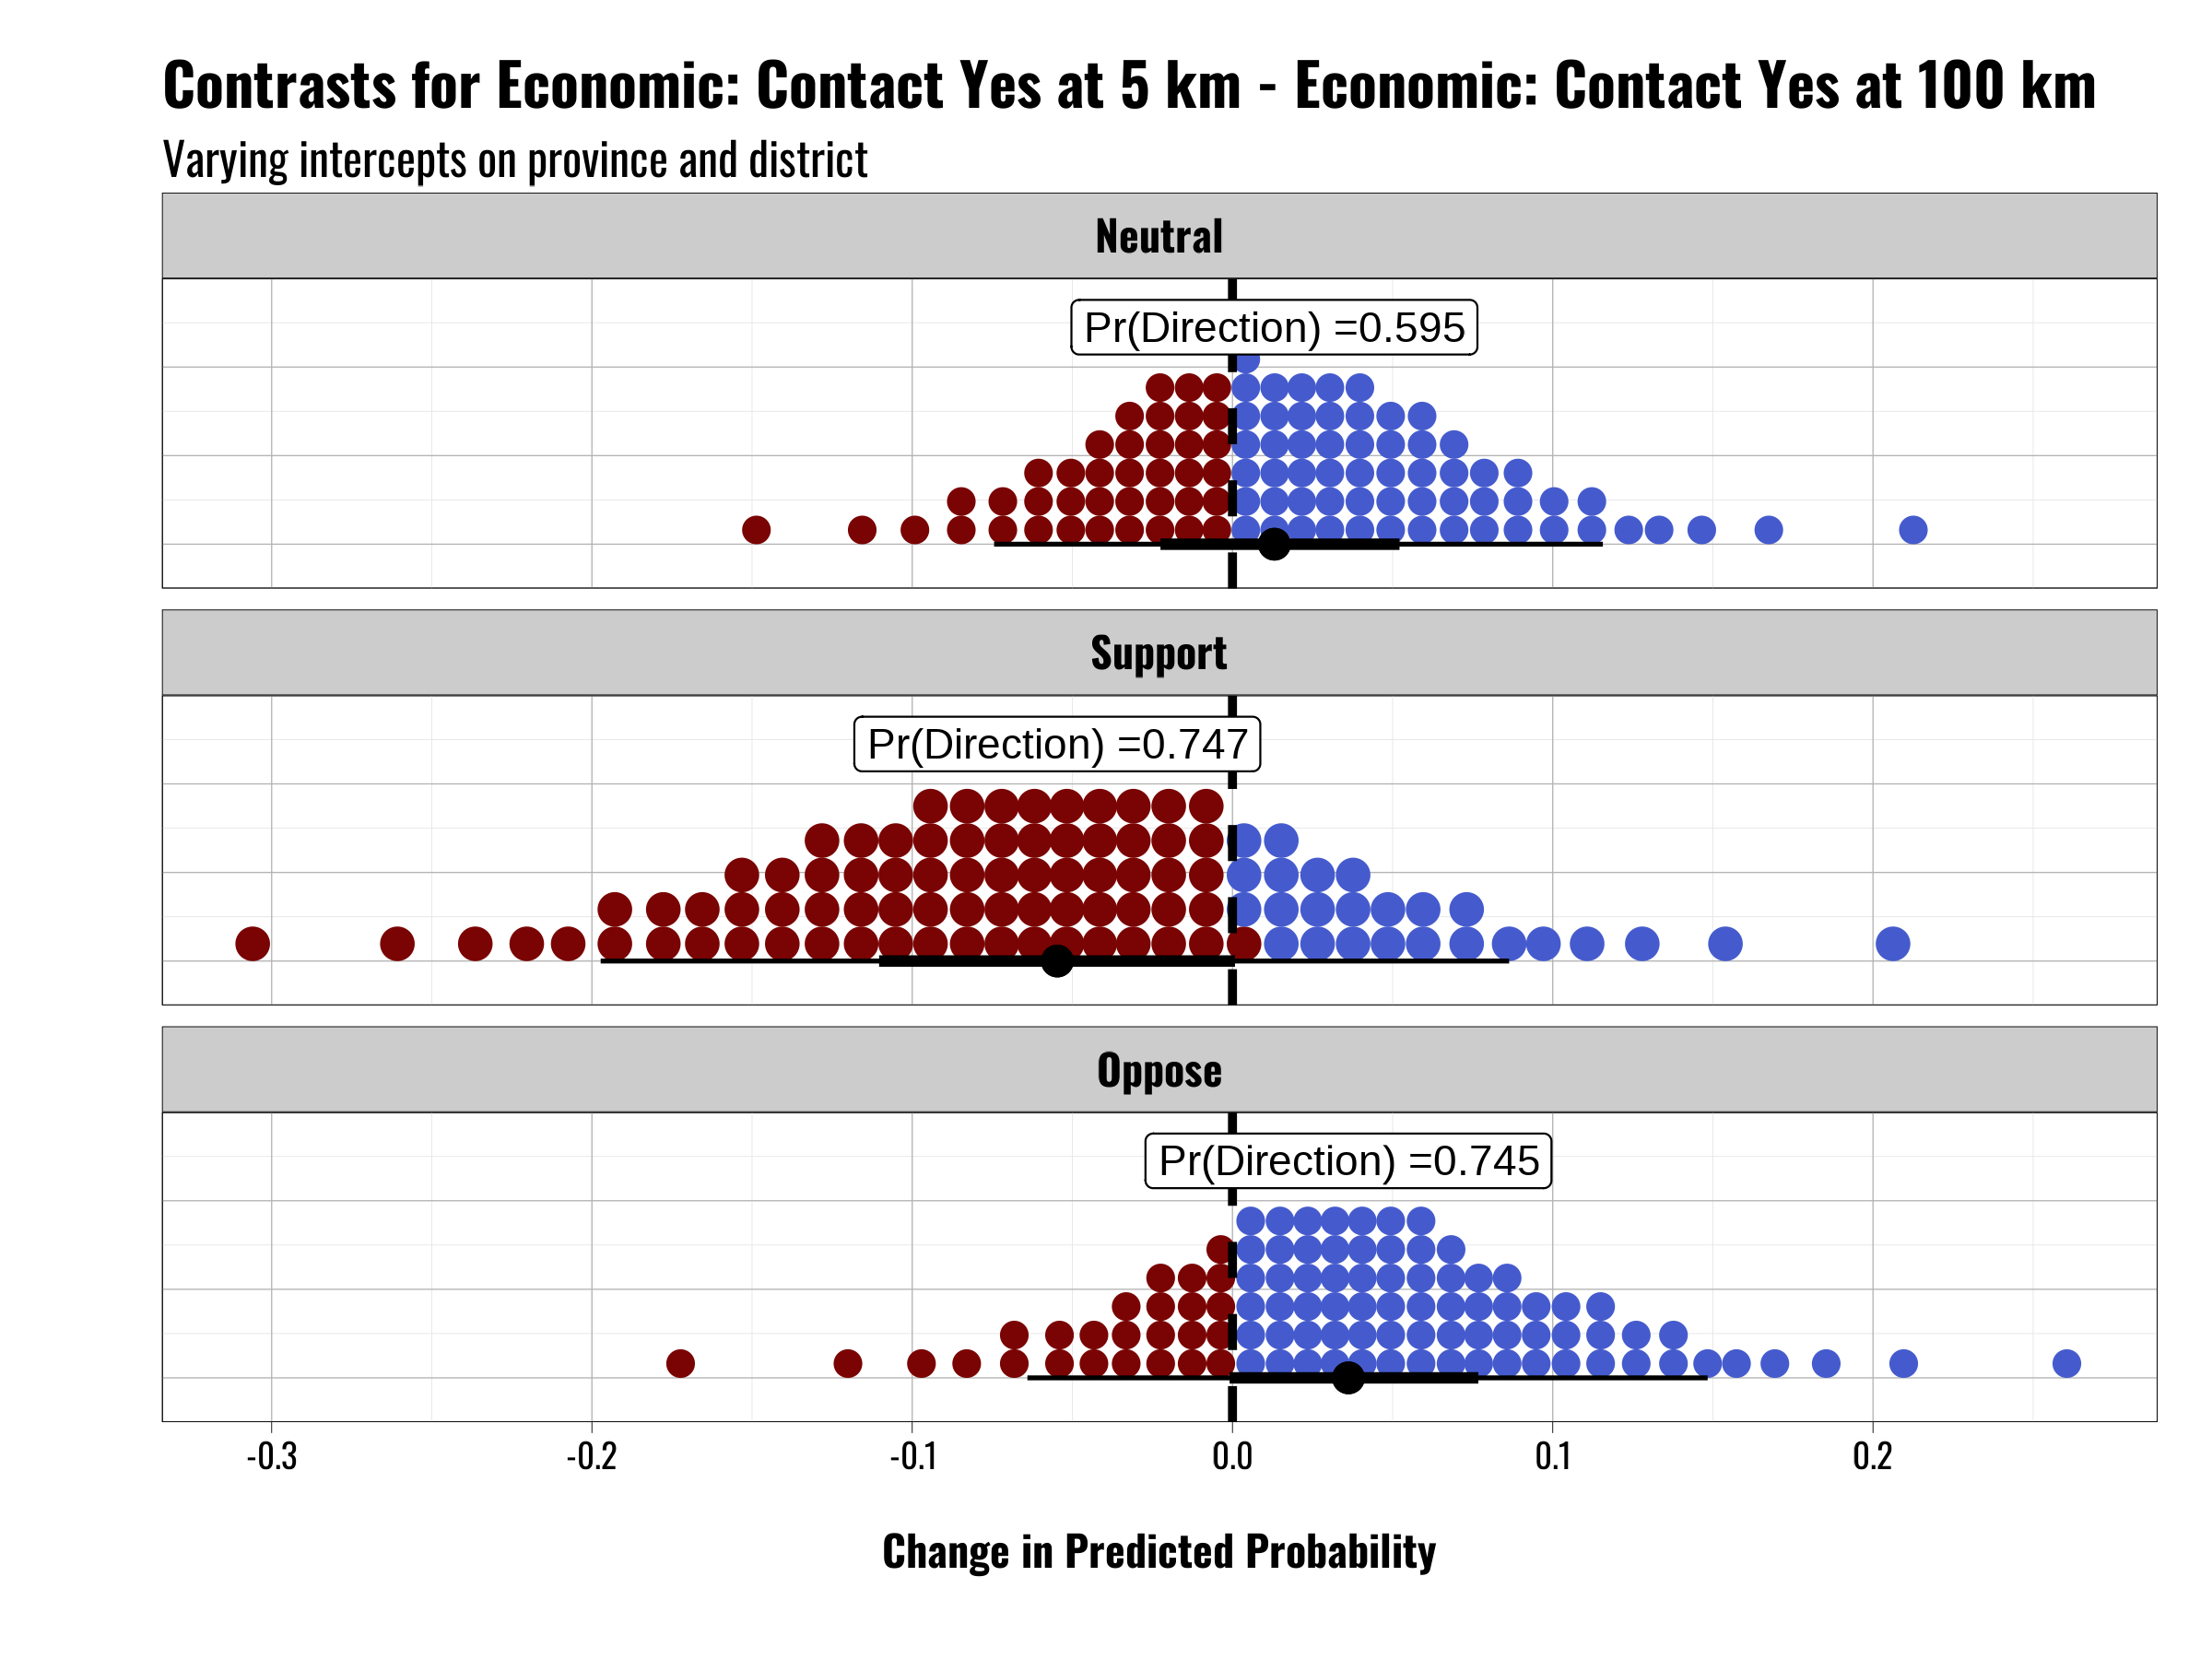 Contrasts for Economic: Contact Yes at 5 km - Economic: Contact Yes at 100 km
Varying intercepts on province and district
Neutral
Pr(Direction) =0.595
Support
Pr(Direction) =0.747
Oppose
Pr(Direction) =0.745
-0.3 -0.2 -0.1 0.0 0.1 0.2
Change in Predicted Probability